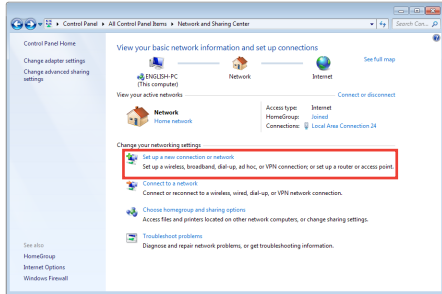 Control Panel ▸ All Control Panel Items ▸ Network and Sharing Center
Search Con...
Control Panel Home
Change adapter settings
Change advanced sharing
settings
View your basic network information and set up connections
See full map
ENGLISH-PC
(This computer)
Network
Internet
View your active networks
Connect or disconnect
Network
Home network
Access type: Internet
HomeGroup: Joined
Connections: Local Area Connection 24
Change your networking settings
Set up a new connection or network
Set up a wireless, broadband, dial-up, ad hoc, or VPN connection; or set up a router or access point.
Connect to a network
Connect or reconnect to a wireless, wired, dial-up, or VPN network connection.
Choose homegroup and sharing options
Access files and printers located on other network computers, or change sharing settings.
Troubleshoot problems
Diagnose and repair network problems, or get troubleshooting information.
See also
HomeGroup
Internet Options
Windows Firewall